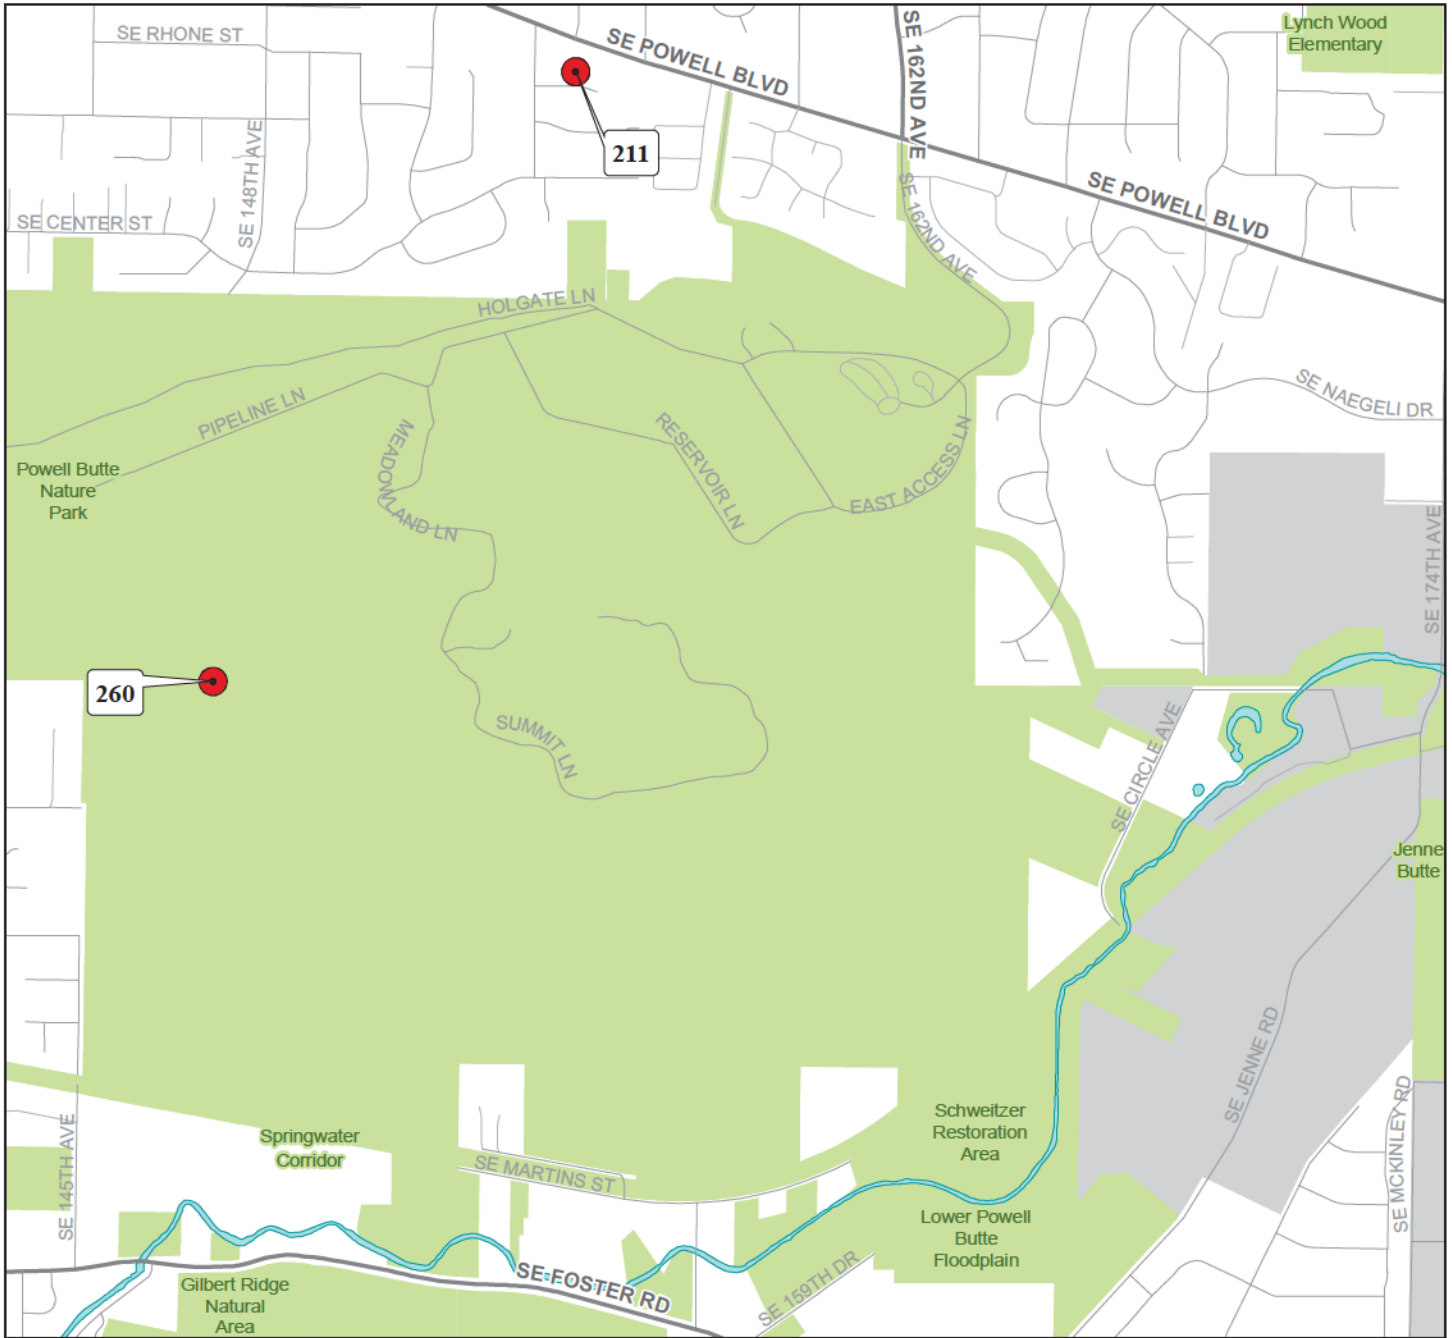 SE RHONE ST
SE POWELL BLVD
SE 162ND AVE
Lynch Wood
Elementary
211
SE 148TH AVE
SE CENTER ST
SE 162ND AVE
SE POWELL BLVD
HOLGATE LN
PIPELINE LN
MEADOWLAND LN
RESERVOIR LN
EAST ACCESS LN
SE NAEGELI DR
Powell Butte
Nature
Park
SE 174TH AVE
260
SUMMIT LN
SE CIRCLE AVE
Jenne
Butte
SE JENNE RD
SE MCKINLEY RD
Schweitzer
Restoration
Area
Springwater
Corridor
SE 145TH AVE
SE MARTINS ST
Lower Powell
Butte
Floodplain
SE FOSTER RD
SE 159TH DR
Gilbert Ridge
Natural
Area